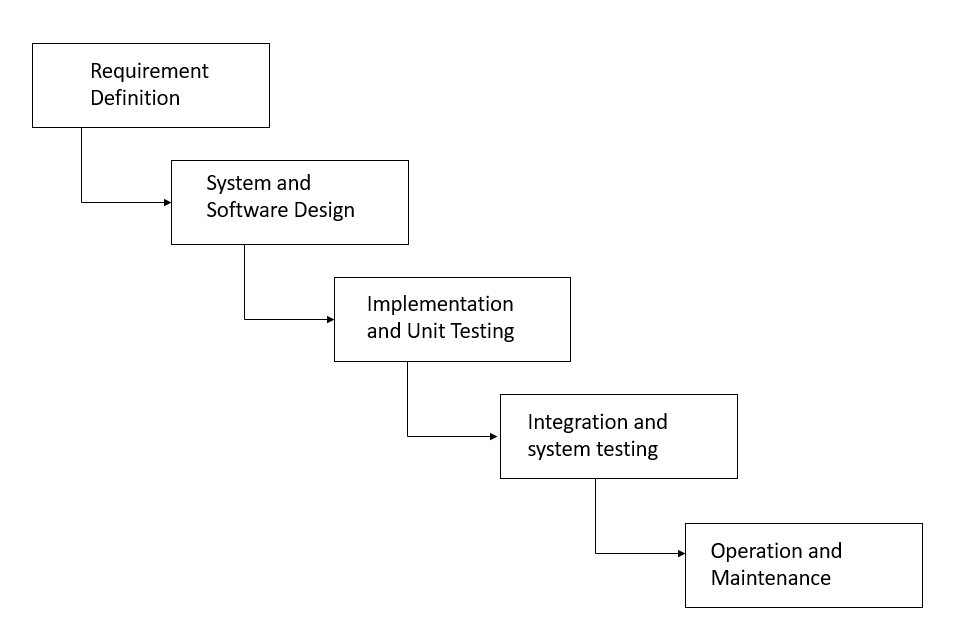 Requirement
Definition
System and
Software Design
Implementation
and Unit Testing
Integration and
system testing
Operation and
Maintenance